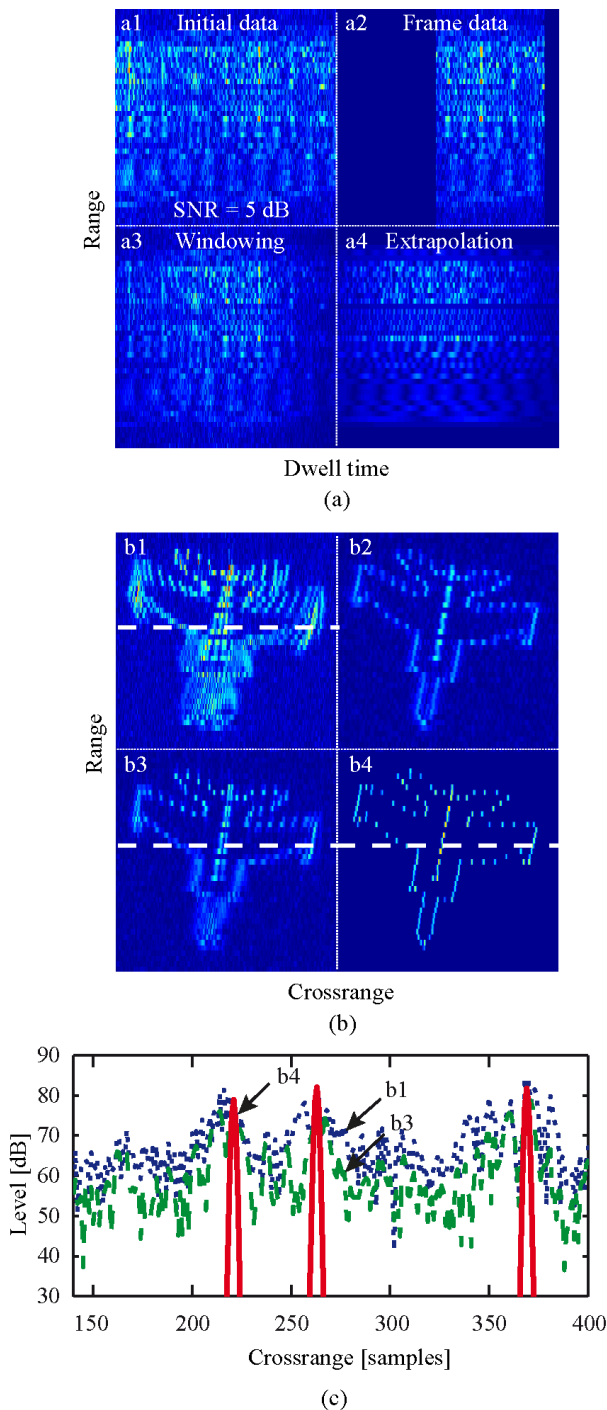 a1 Initial data
a2 Frame data
SNR = 5 dB
a3 Windowing
a4 Extrapolation
Range
Dwell time
(a)
b1
b2
b3
b4
Range
Crossrange
(b)
90
80
70
60
50
40
30
Level [dB]
b4
b1
b3
150
200
250
300
350
400
Crossrange [samples]
(c)